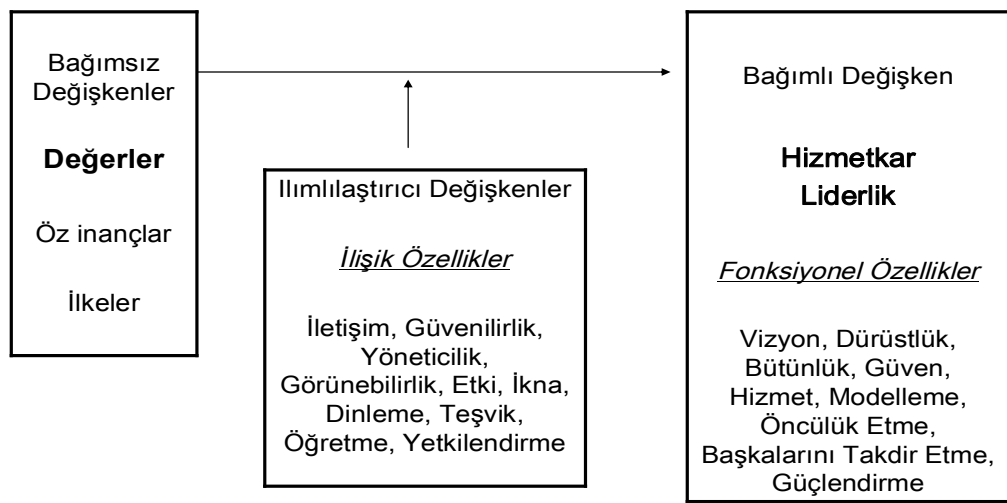 Bağımsız
Değişkenler
Değerler
Öz inançlar
İlkeler
Ilımlılaştırıcı Değişkenler
İlişik Özellikler
İletişim, Güvenilirlik,
Yöneticilik,
Görünebilirlik, Etki, İkna,
Dinleme, Teşvik,
Öğretme, Yetkilendirme
Bağımlı Değişken
Hizmetkar
Liderlik
Fonksiyonel Özellikler
Vizyon, Dürüstlük,
Bütünlük, Güven,
Hizmet, Modelleme,
Öncülük Etme,
Başkalarını Takdir Etme,
Güçlendirme